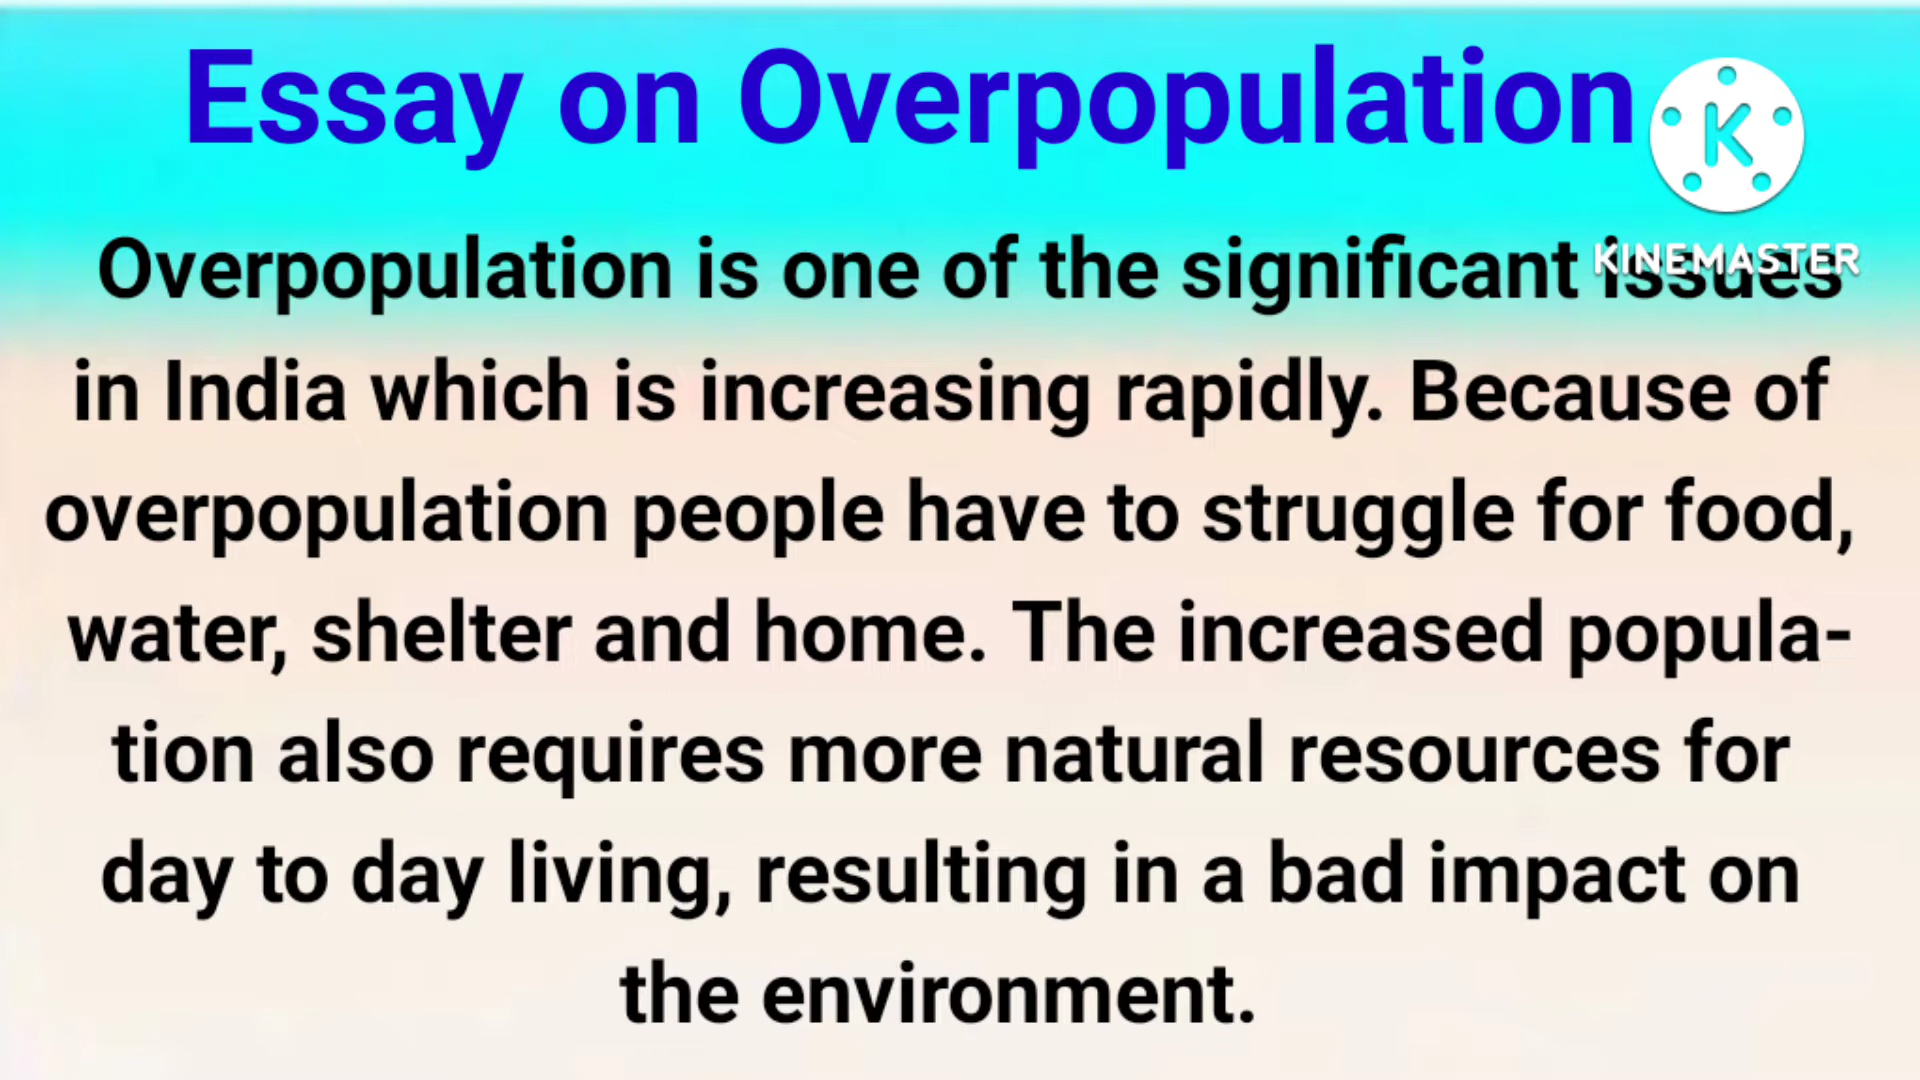 Essay on Overpopulation
K
KINEMASTER
Overpopulation is one of the significant issues
in India which is increasing rapidly. Because of
overpopulation people have to struggle for food,
water, shelter and home. The increased popula-
tion also requires more natural resources for
day to day living, resulting in a bad impact on
the environment.